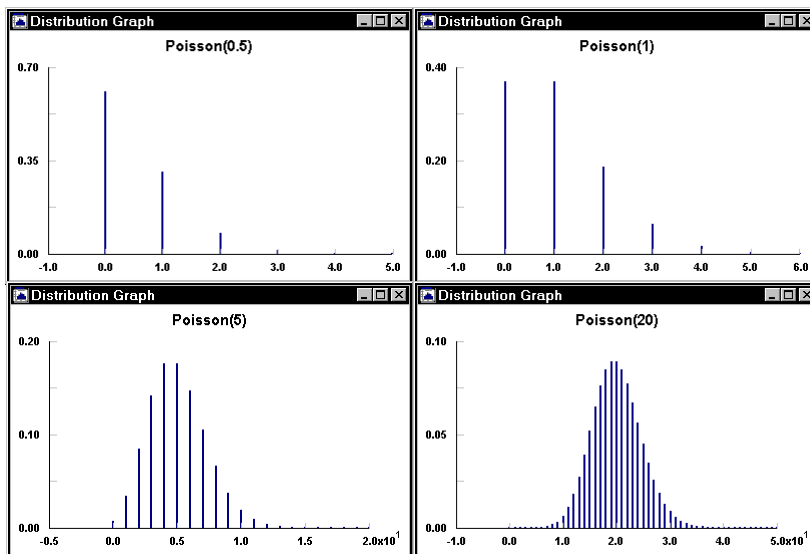 Distribution Graph
Poisson(0.5)
0.70
0.35
0.00
-1.0 0.0 1.0 2.0 3.0 4.0 5.0
Distribution Graph
Poisson(1)
0.40
0.20
0.00
-1.0 0.0 1.0 2.0 3.0 4.0 5.0 6.0
Distribution Graph
Poisson(5)
0.20
0.10
0.00
-0.5 0.0 0.5 1.0 1.5 2.0x10¹
Distribution Graph
Poisson(20)
0.10
0.05
0.00
-1.0 0.0 1.0 2.0 3.0 4.0 5.0x10¹